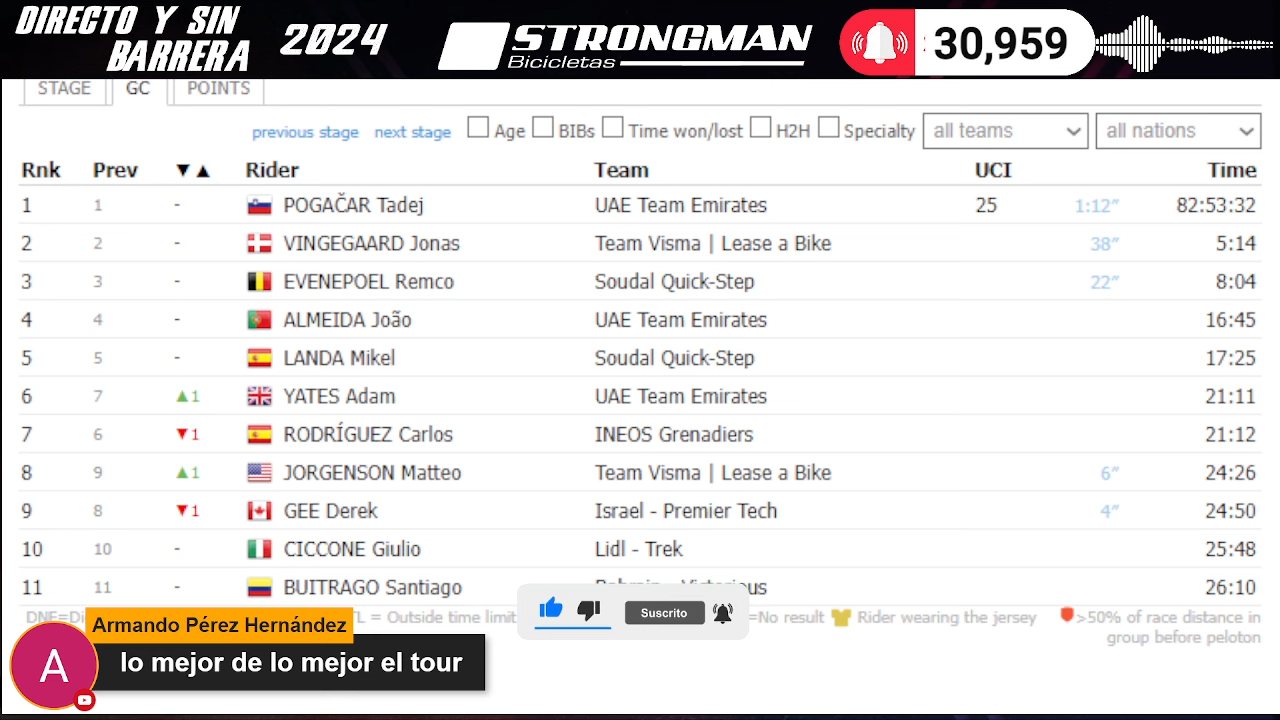 DIRECTO Y SIN BARRERA 2024 STRONGMAN Bicicletas 30,959
STAGE GC POINTS
previous stage next stage Age BIBs Time won/lost H2H Specialty all teams all nations
Rnk Prev ▼▲ Rider Team UCI Time
1 1 - POGAČAR Tadej UAE Team Emirates 25 1:12″ 82:53:32
2 2 - VINGEGAARD Jonas Team Visma | Lease a Bike 38″ 5:14
3 3 - EVENEPOEL Remco Soudal Quick-Step 22″ 8:04
4 4 - ALMEIDA João UAE Team Emirates 16:45
5 5 - LANDA Mikel Soudal Quick-Step 17:25
6 7 ▲1 YATES Adam UAE Team Emirates 21:11
7 6 ▼1 RODRÍGUEZ Carlos INEOS Grenadiers 21:12
8 9 ▲1 JORGENSON Matteo Team Visma | Lease a Bike 6″ 24:26
9 8 ▼1 GEE Derek Israel - Premier Tech 4″ 24:50
10 10 - CICCONE Giulio Lidl - Trek 25:48
11 11 - BUITRAGO Santiago 26:10
= Outside time limit =No result Rider wearing the jersey >50% of race distance in
group before peloton
Suscrito
Armando Pérez Hernández
A lo mejor de lo mejor el tour